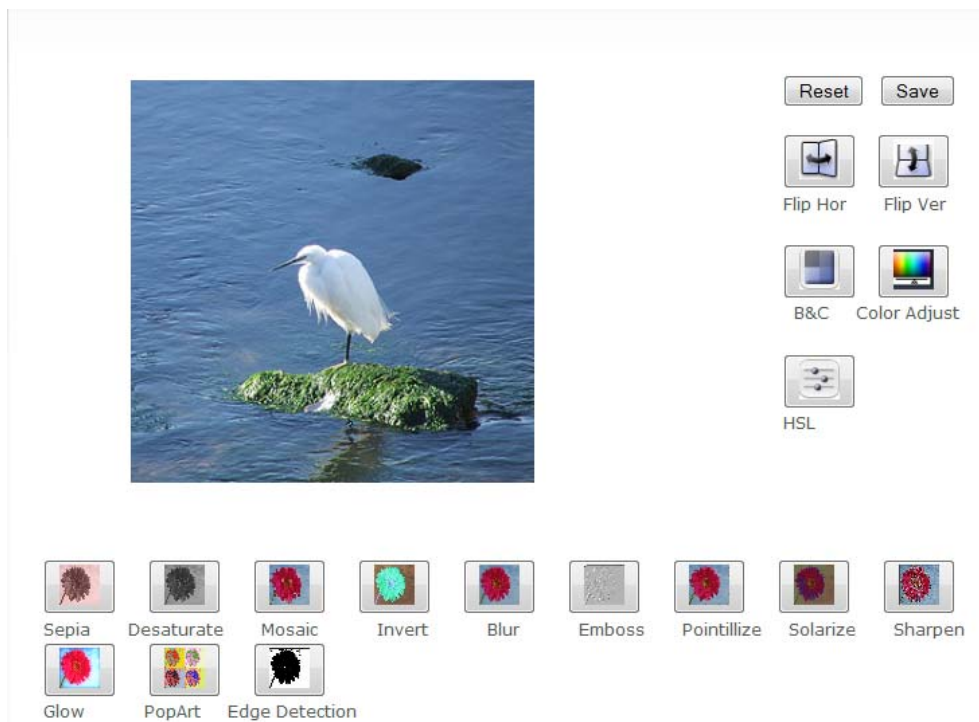 Reset Save
Flip Hor Flip Ver
B&C Color Adjust
HSL
Sepia Desaturate Mosaic Invert Blur Emboss Pointillize Solarize Sharpen
Glow PopArt Edge Detection